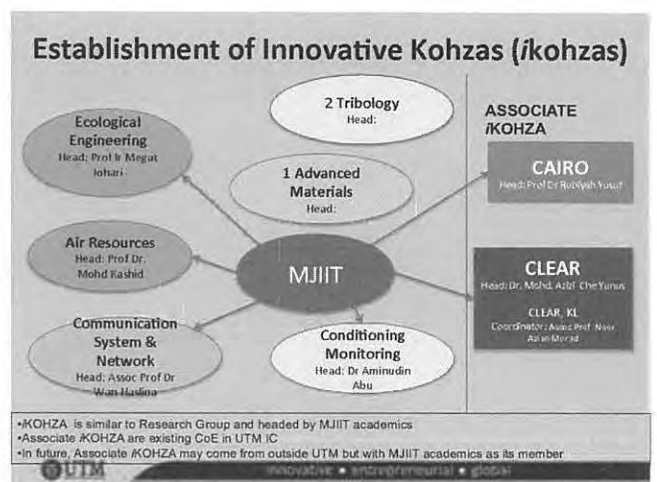 Establishment of Innovative Kohzas (ikohzas)
2 Tribology
Head:
Ecological
Engineering
Head: Prof Ir Megat
Johari
1 Advanced
Materials
Head:
Air Resources
Head: Prof Dr.
Mohd Rashid
MJIIT
Communication
System &
Network
Head: Assoc Prof Dr
Wan Haslina
Conditioning
Monitoring
Head: Dr Aminudin
Abu
ASSOCIATE
iKOHZA
CAIRO
Head: Prof Dr Rubiyah Yusof
CLEAR
Head: Dr. Mohd. Azizi Che Yunus
CLEAR, KL
Coordinator: Assoc Prof Noor
Azian Morad
•iKOHZA is similar to Research Group and headed by MJIIT academics
•Associate iKOHZA are existing CoE in UTM IC
•In future, Associate iKOHZA may come from outside UTM but with MJIIT academics as its member
UTM
innovative ● entrepreneurial ● global